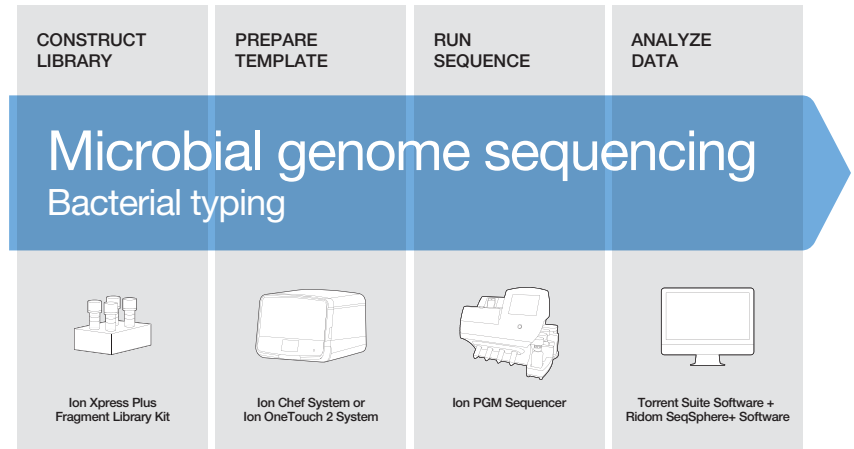 CONSTRUCT
LIBRARY
PREPARE
TEMPLATE
RUN
SEQUENCE
ANALYZE
DATA
Microbial genome sequencing
Bacterial typing
Ion Xpress Plus
Fragment Library Kit
Ion Chef System or
Ion OneTouch 2 System
Ion PGM Sequencer
Torrent Suite Software +
Ridom SeqSphere+ Software